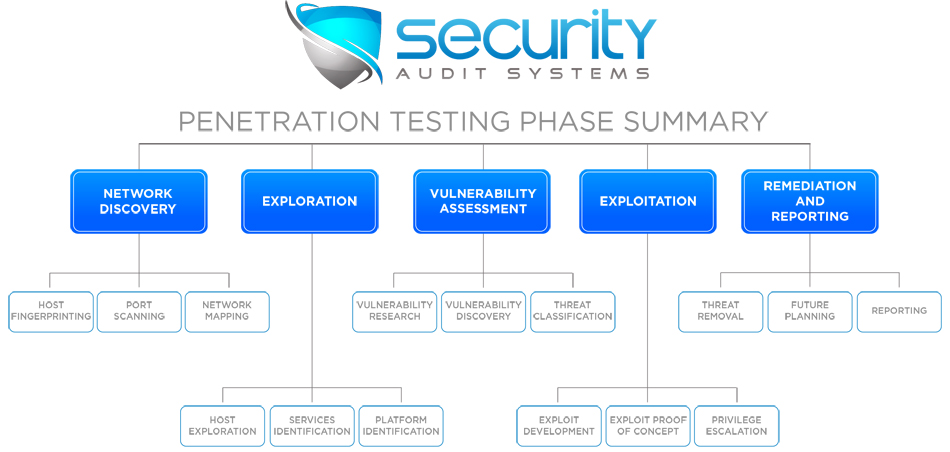 security
AUDIT SYSTEMS
PENETRATION TESTING PHASE SUMMARY
NETWORK
DISCOVERY
EXPLORATION
VULNERABILITY
ASSESSMENT
EXPLOITATION
REMEDIATION
AND
REPORTING
HOST
FINGERPRINTING
PORT
SCANNING
NETWORK
MAPPING
VULNERABILITY
RESEARCH
VULNERABILITY
DISCOVERY
THREAT
CLASSIFICATION
THREAT
REMOVAL
FUTURE
PLANNING
REPORTING
HOST
EXPLORATION
SERVICES
IDENTIFICATION
PLATFORM
IDENTIFICATION
EXPLOIT
DEVELOPMENT
EXPLOIT PROOF
OF CONCEPT
PRIVILEGE
ESCALATION